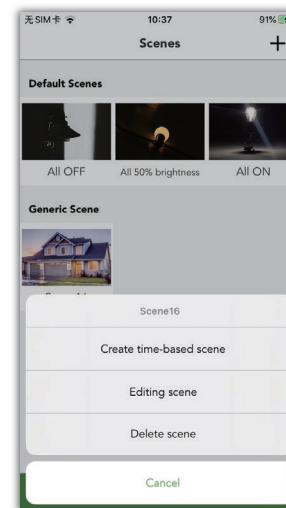 无SIM卡 10:37 91%
Scenes +
Default Scenes
All OFF All 50% brightness All ON
Generic Scene
Scene16
Create time-based scene
Editing scene
Delete scene
Cancel